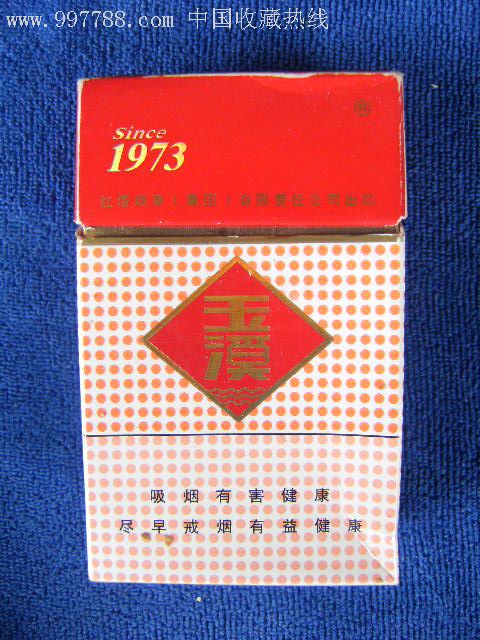 www.997788.com 中国收藏热线
Since
1973
红塔烟草（集团）有限责任公司出品
玉溪
吸烟有害健康
尽早戒烟有益健康